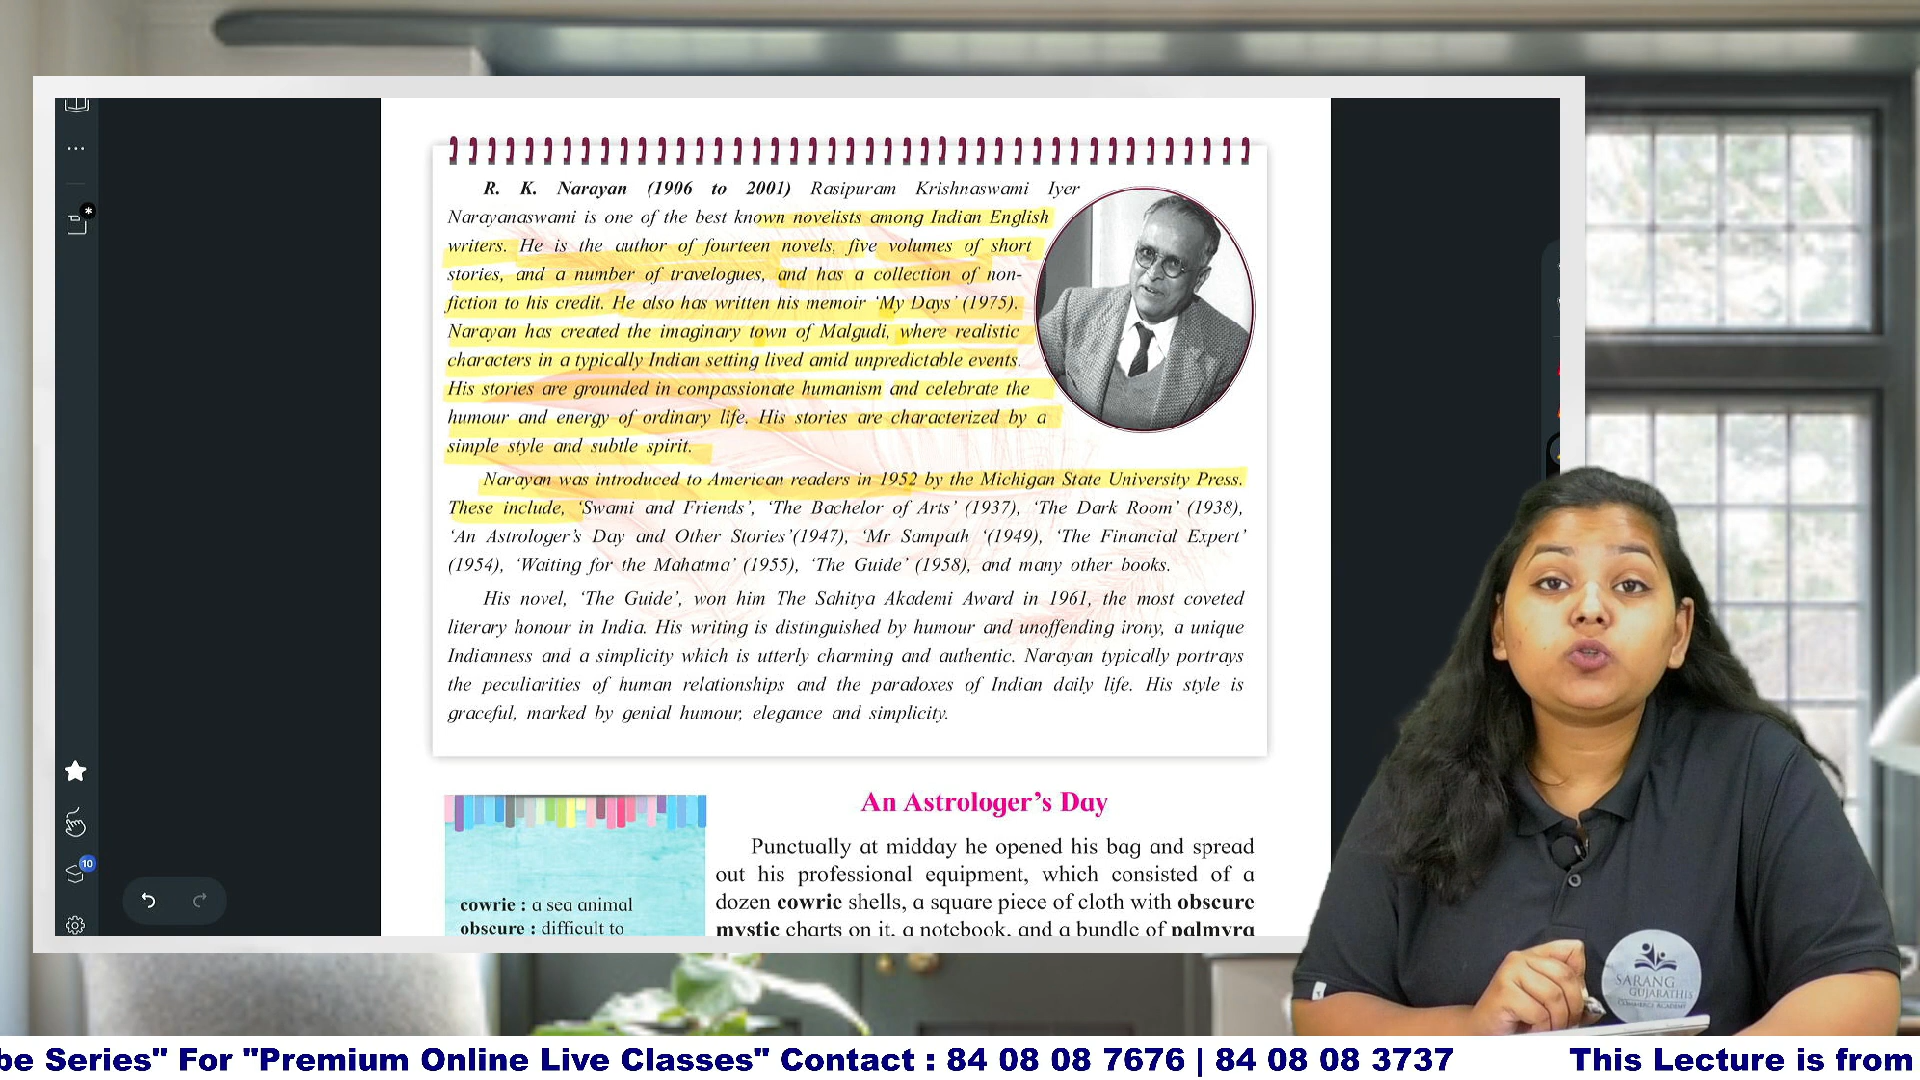 R. K. Narayan (1906 to 2001) Rasipuram Krishnaswami Iyer
Narayanaswami is one of the best known novelists among Indian English
writers. He is the author of fourteen novels, five volumes of short
stories, and a number of travelogues, and has a collection of non-
fiction to his credit. He also has written his memoir ‘My Days’ (1975).
Narayan has created the imaginary town of Malgudi, where realistic
characters in a typically Indian setting lived amid unpredictable events.
His stories are grounded in compassionate humanism and celebrate the
humour and energy of ordinary life. His stories are characterized by a
simple style and subtle spirit.
Narayan was introduced to American readers in 1952 by the Michigan State University Press.
These include, ‘Swami and Friends’, ‘The Bachelor of Arts’ (1937), ‘The Dark Room’ (1938),
‘An Astrologer’s Day and Other Stories’(1947), ‘Mr Sampath ‘(1949), ‘The Financial Expert’
(1954), ‘Waiting for the Mahatma’ (1955), ‘The Guide’ (1958), and many other books.
His novel, ‘The Guide’, won him The Sahitya Akademi Award in 1961, the most coveted
literary honour in India. His writing is distinguished by humour and unoffending irony, a unique
Indianness and a simplicity which is utterly charming and authentic. Narayan typically portrays
the peculiarities of human relationships and the paradoxes of Indian daily life. His style is
graceful, marked by genial humour, elegance and simplicity.
An Astrologer’s Day
Punctually at midday he opened his bag and spread
out his professional equipment, which consisted of a
dozen cowrie shells, a square piece of cloth with obscure
mystic charts on it, a notebook, and a bundle of palmyra
cowrie : a sea animal
obscure : difficult to
10
SARANG
GUJARATHIS
COMMERCE ACADEMY
be Series" For "Premium Online Live Classes" Contact : 84 08 08 7676 | 84 08 08 3737 This Lecture is from